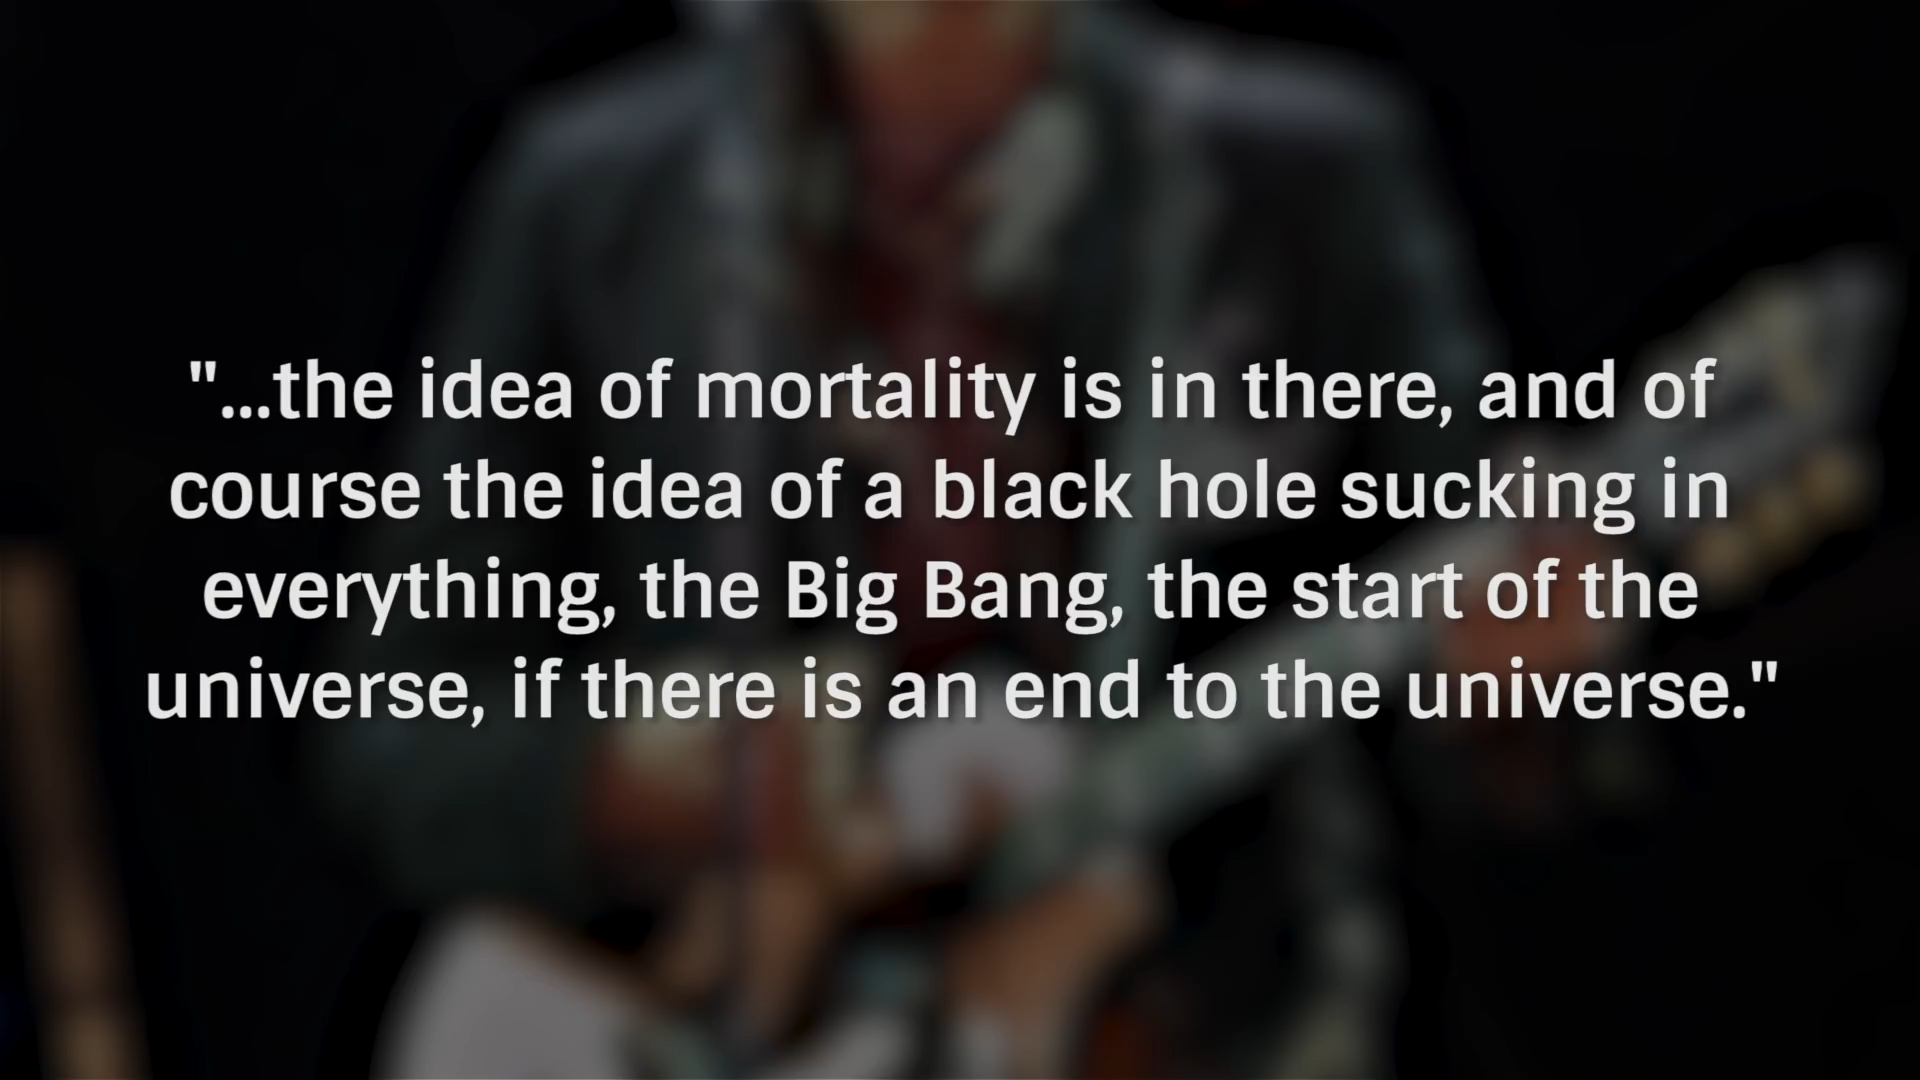 "...the idea of mortality is in there, and of
course the idea of a black hole sucking in
everything, the Big Bang, the start of the
universe, if there is an end to the universe."